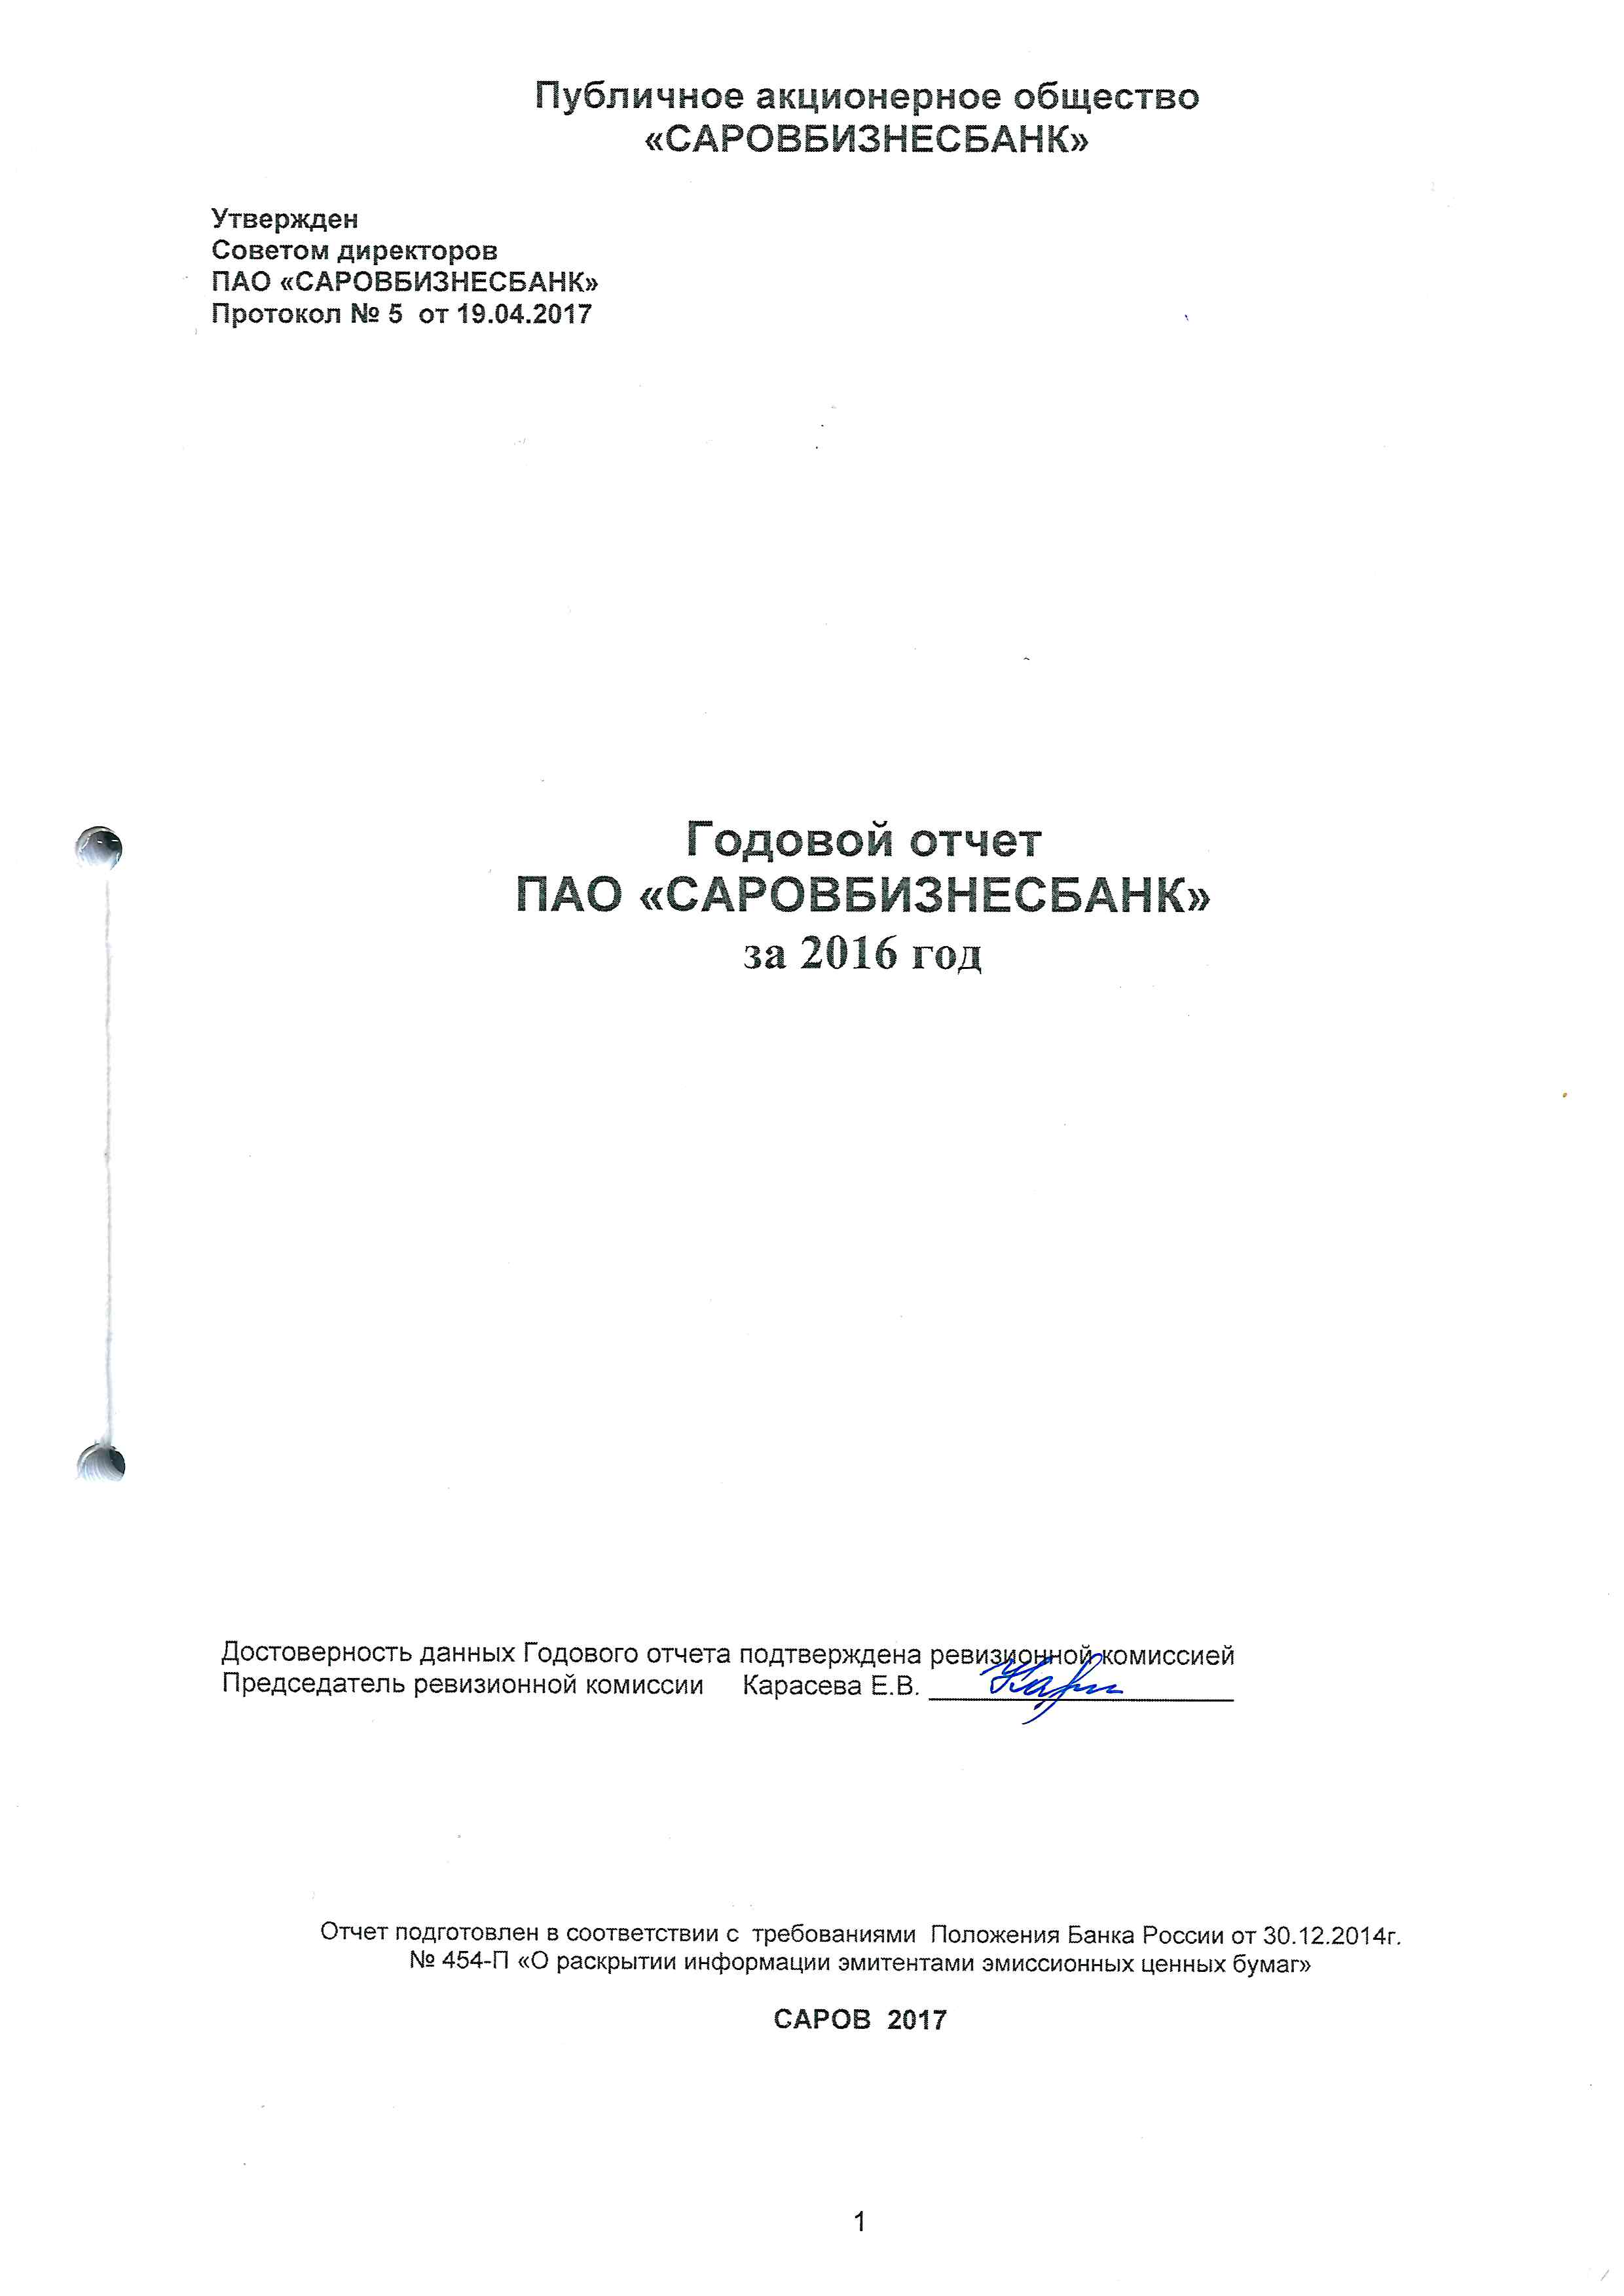 Публичное акционерное общество
«САРОВБИЗНЕСБАНК»
Утвержден
Советом директоров
ПАО «САРОВБИЗНЕСБАНК»
Протокол № 5 от 19.04.2017
Годовой отчет
ПАО «САРОВБИЗНЕСБАНК»
за 2016 год
Достоверность данных Годового отчета подтверждена ревизионной комиссией
Председатель ревизионной комиссии Карасева Е.В.
Отчет подготовлен в соответствии с требованиями Положения Банка России от 30.12.2014г.
№ 454-П «О раскрытии информации эмитентами эмиссионных ценных бумаг»
САРОВ 2017
1